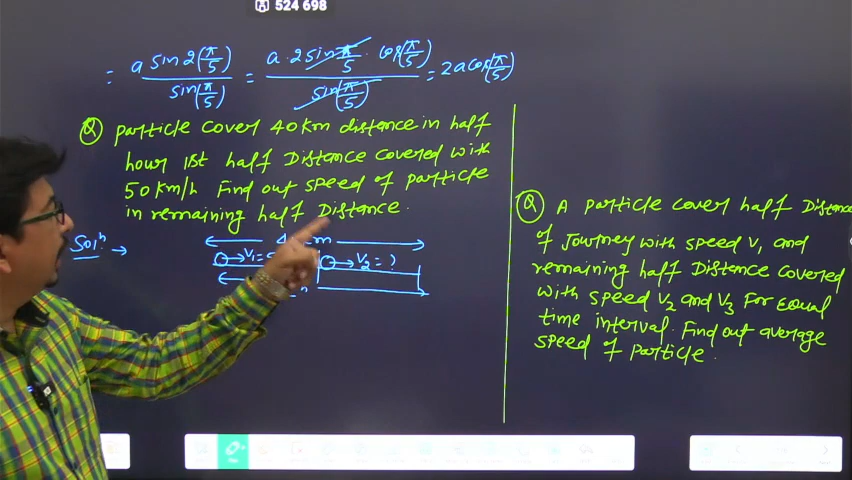 524 698
= a sin 2(π/5) / sin(π/5) = a · 2 sin π/5 · cos(π/5) / sin(π/5) = 2a cos(π/5)
Q Particle cover 40 Km distance in half
hour 1st half Distance covered with
50 Km/h Find out speed of particle
in remaining half Distance.
Solⁿ →
m
V₁ =
V₂ = ?
Q A particle cover half Distance
of Journey with speed V₁ and
remaining half Distance covered
with speed V₂ and V₃ For Equal
time interval. Find out average
speed of particle.